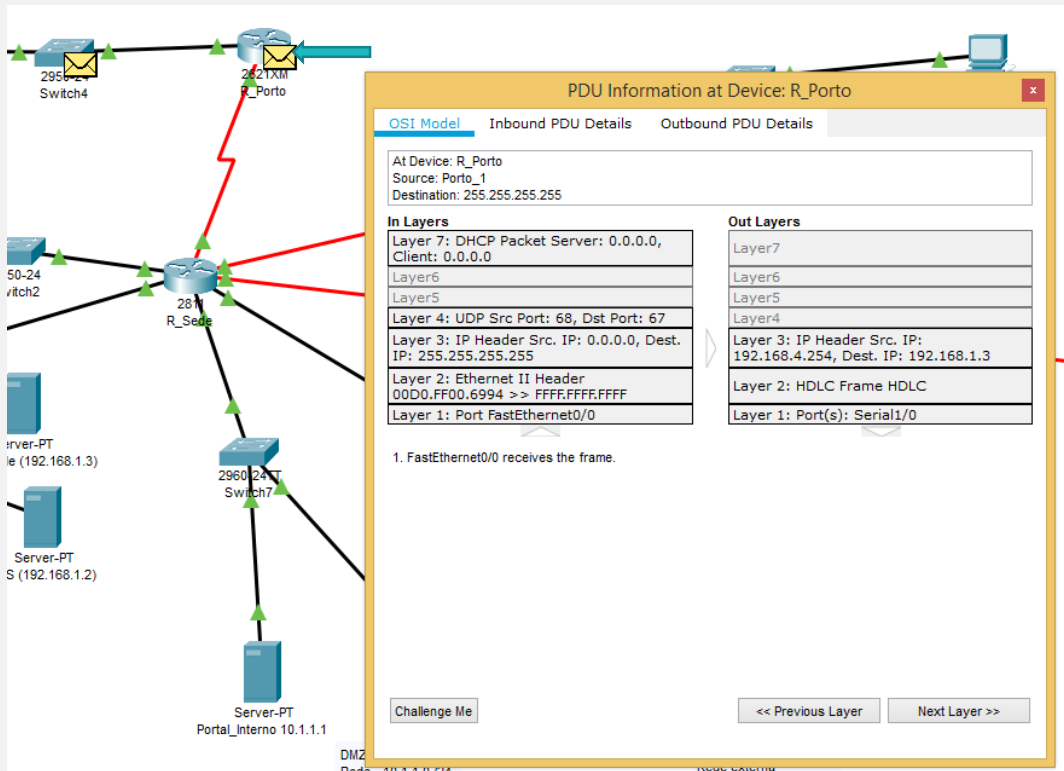 2950-24
Switch4
2621XM
R_Porto
50-24
vitch2
2811
R_Sede
erver-PT
le (192.168.1.3)
2960-24TT
Switch7
Server-PT
S (192.168.1.2)
Server-PT
Portal_Interno 10.1.1.1
DMZ
PDU Information at Device: R_Porto
x
OSI Model Inbound PDU Details Outbound PDU Details
At Device: R_Porto
Source: Porto_1
Destination: 255.255.255.255
In Layers
Layer 7: DHCP Packet Server: 0.0.0.0,
Client: 0.0.0.0
Layer6
Layer5
Layer 4: UDP Src Port: 68, Dst Port: 67
Layer 3: IP Header Src. IP: 0.0.0.0, Dest.
IP: 255.255.255.255
Layer 2: Ethernet II Header
00D0.FF00.6994 >> FFFF.FFFF.FFFF
Layer 1: Port FastEthernet0/0
Out Layers
Layer7
Layer6
Layer5
Layer4
Layer 3: IP Header Src. IP:
192.168.4.254, Dest. IP: 192.168.1.3
Layer 2: HDLC Frame HDLC
Layer 1: Port(s): Serial1/0
1. FastEthernet0/0 receives the frame.
Challenge Me
<< Previous Layer
Next Layer >>